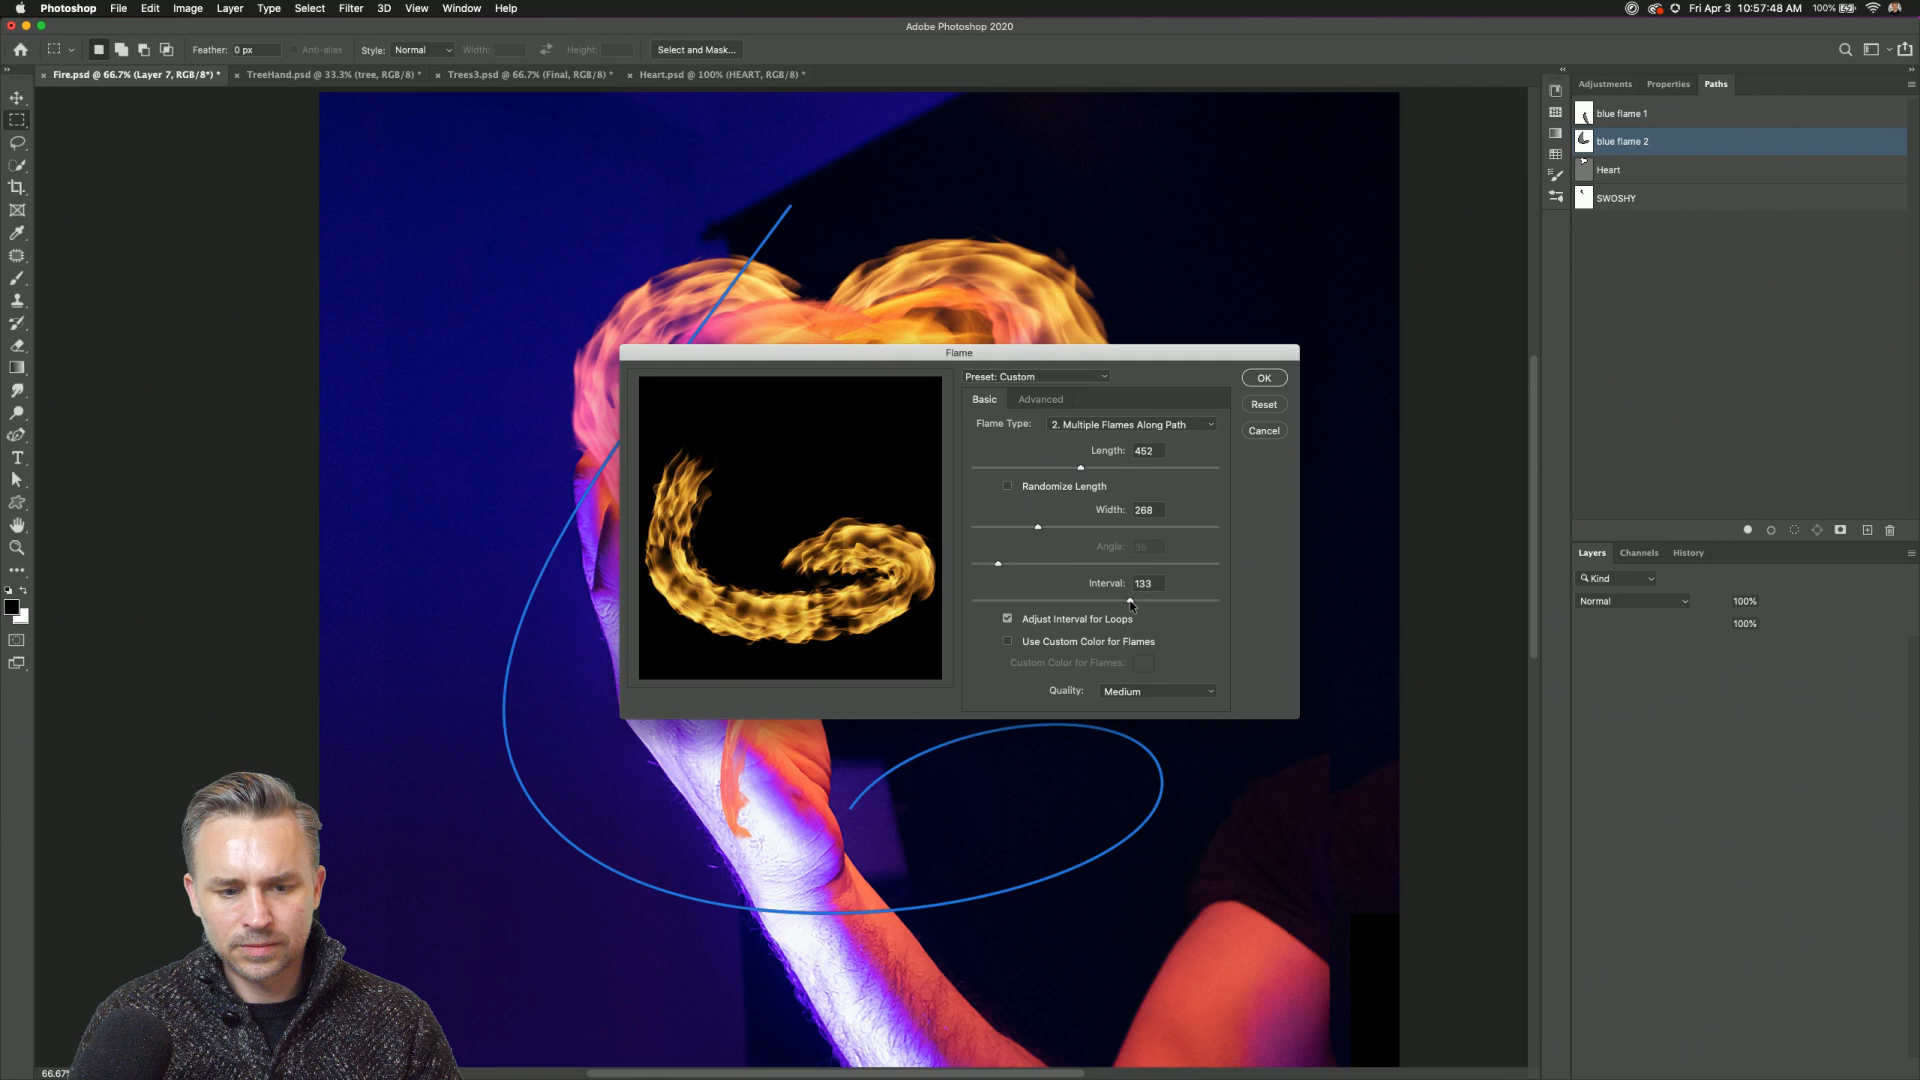 Photoshop File Edit Image Layer Type Select Filter 3D View Window Help
100% Fri Apr 3 10:57:48 AM
Adobe Photoshop 2020
Feather: 0 px Anti-alias Style: Normal Width: Height: Select and Mask...
Fire.psd @ 66.7% (Layer 7, RGB/8*) * TreeHand.psd @ 33.3% (tree, RGB/8) * Trees3.psd @ 66.7% (Final, RGB/8) * Heart.psd @ 100% (HEART, RGB/8) *
Adjustments Properties Paths
blue flame 1
blue flame 2
Heart
SWOSHY
Flame
Preset: Custom
OK
Basic Advanced
Reset
Flame Type: 2. Multiple Flames Along Path
Cancel
Length: 452
Randomize Length
Width: 268
Angle: 36
Interval: 133
Adjust Interval for Loops
Use Custom Color for Flames
Custom Color for Flames:
Quality: Medium
Layers Channels History
Kind
Normal 100%
100%
66.67%